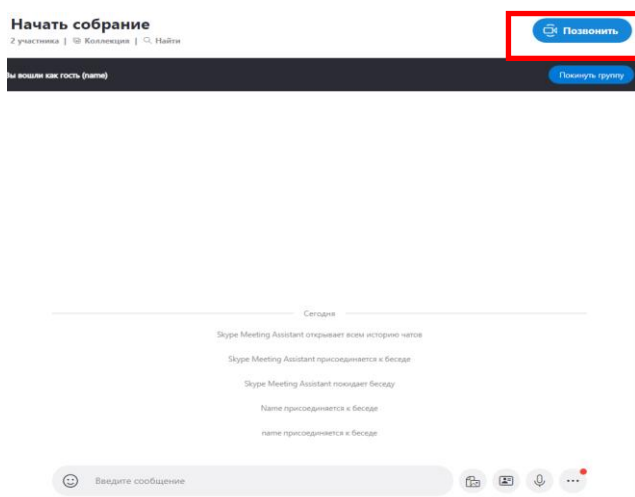 Начать собрание
Позвонить
2 участника | Коллекция | Найти
ы вошли как гость (name)
Покинуть группу
Сегодня
Skype Meeting Assistant открывает всем историю чатов
Skype Meeting Assistant присоединяется к беседе
Skype Meeting Assistant покидает беседу
Name присоединяется к беседе
name присоединяется к беседе
Введите сообщение